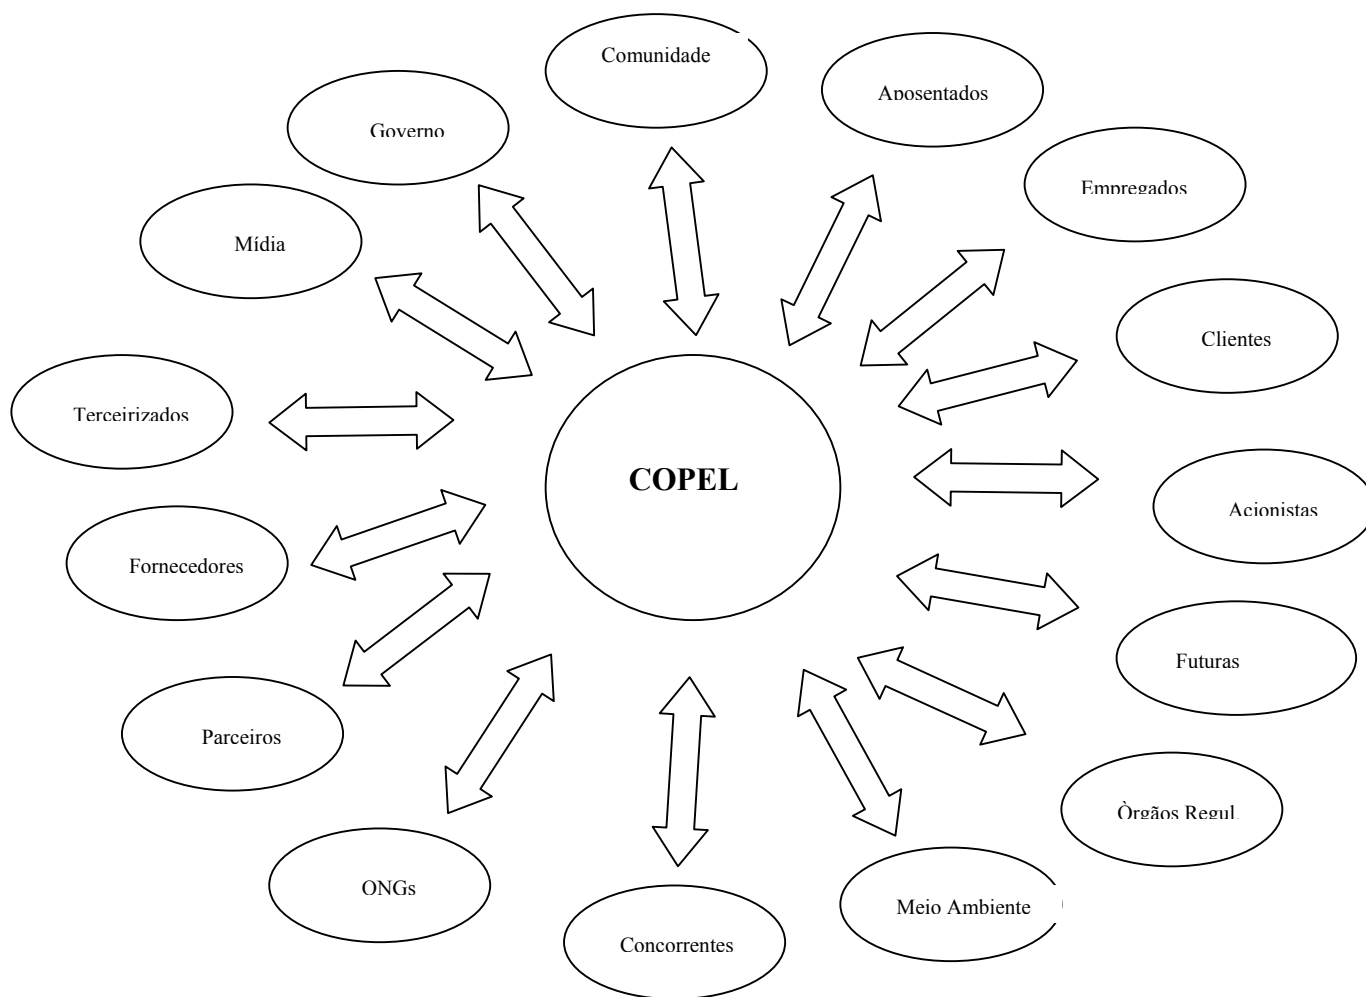 Comunidade
Aposentados
Governo
Empregados
Mídia
Clientes
Terceirizados
COPEL
Acionistas
Fornecedores
Futuras
Parceiros
Òrgãos Regul.
ONGs
Meio Ambiente
Concorrentes